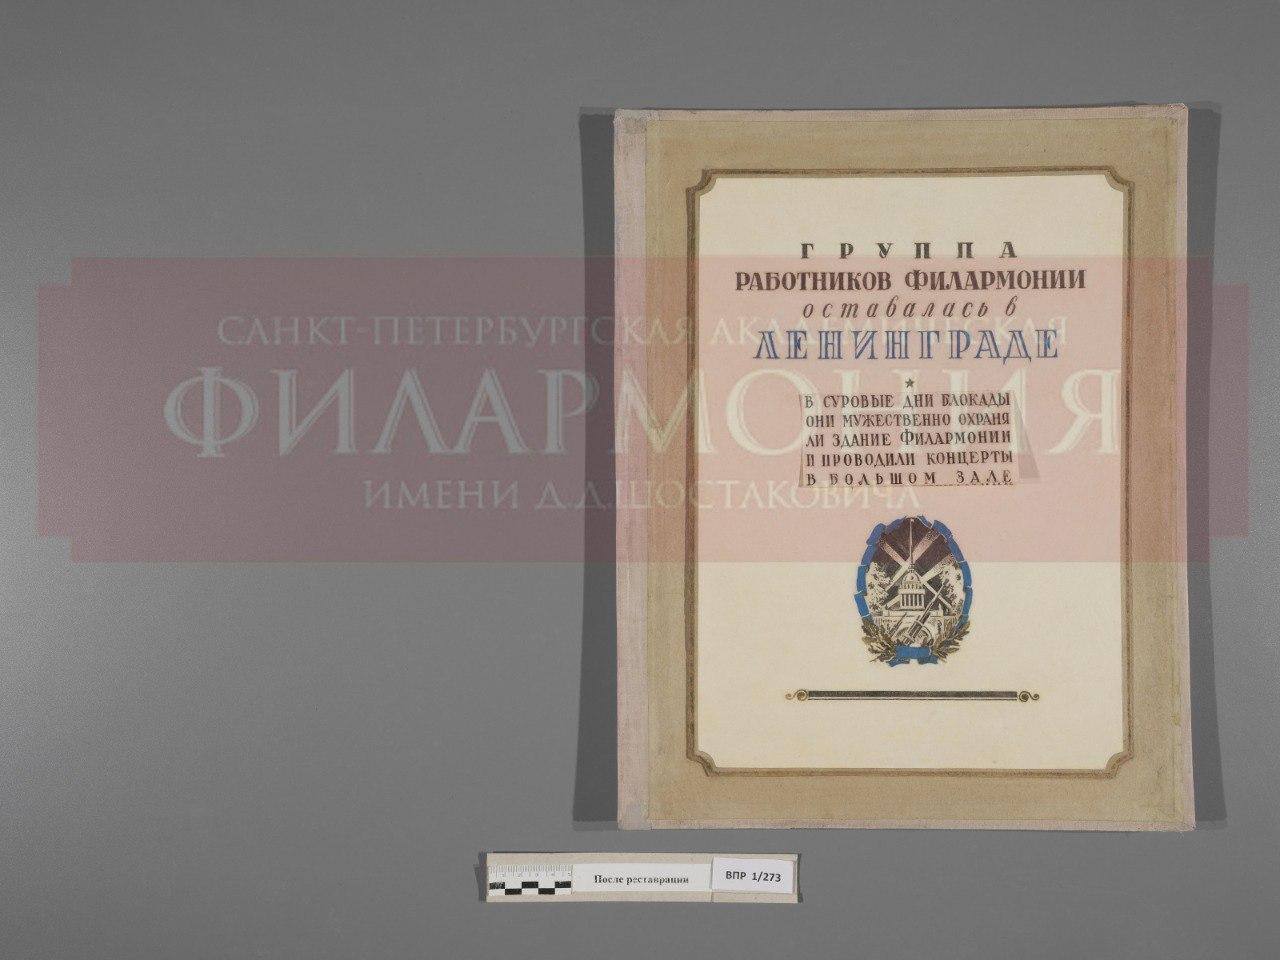 ГРУППА
РАБОТНИКОВ ФИЛАРМОНИИ
оставалась в
ЛЕНИНГРАДЕ
В СУРОВЫЕ ДНИ БЛОКАДЫ
ОНИ МУЖЕСТВЕННО ОХРАНЯ
ЛИ ЗДАНИЕ ФИЛАРМОНИИ
И ПРОВОДИЛИ КОНЦЕРТЫ
В БОЛЬШОМ ЗАЛЕ
САНКТ-ПЕТЕРБУРГСКАЯ АКАДЕМИЧЕСКАЯ
ФИЛАРМОНИЯ
ИМЕНИ Д.Д.ШОСТАКОВИЧА
После реставрации
ВПР 1/273